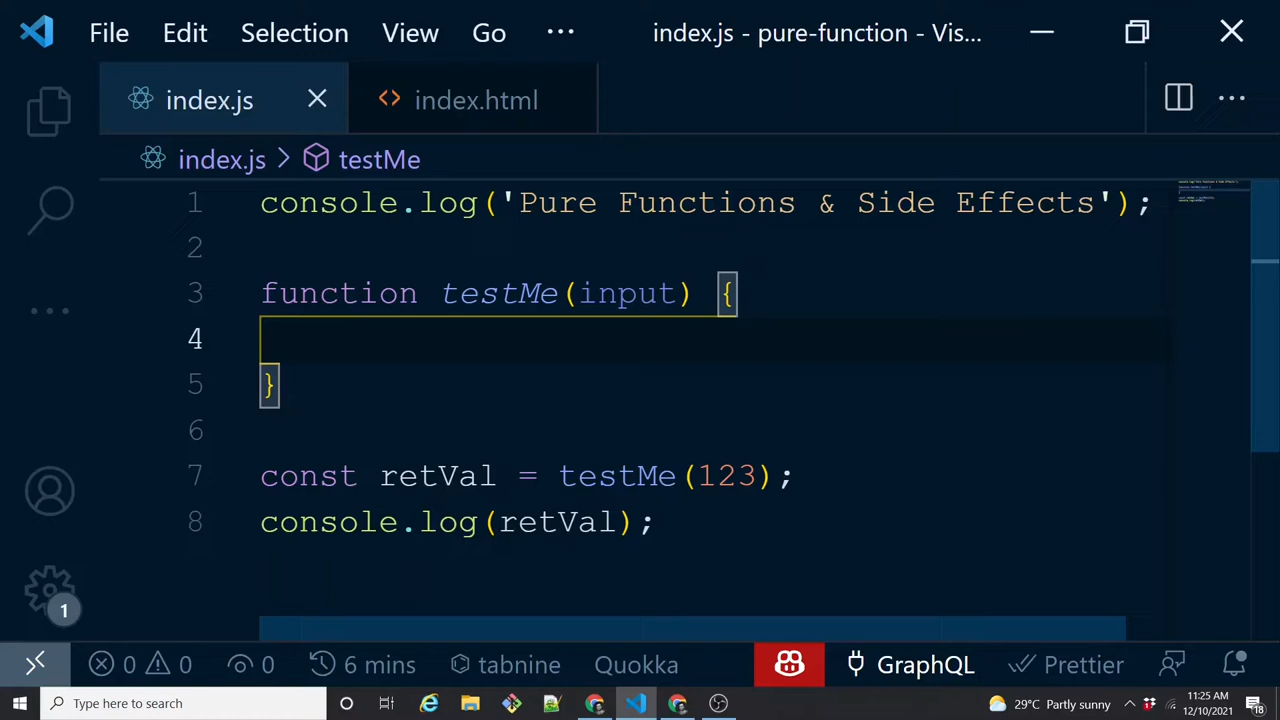 File Edit Selection View Go ··· index.js - pure-function - Vis...
index.js index.html ···
index.js > testMe
1 console.log('Pure Functions & Side Effects');
2
3 function testMe(input) {
4
5 }
6
7 const retVal = testMe(123);
8 console.log(retVal);
1
0 0 0 6 mins tabnine Quokka GraphQL Prettier
Type here to search 29°C Partly sunny 11:25 AM
12/10/2021 18